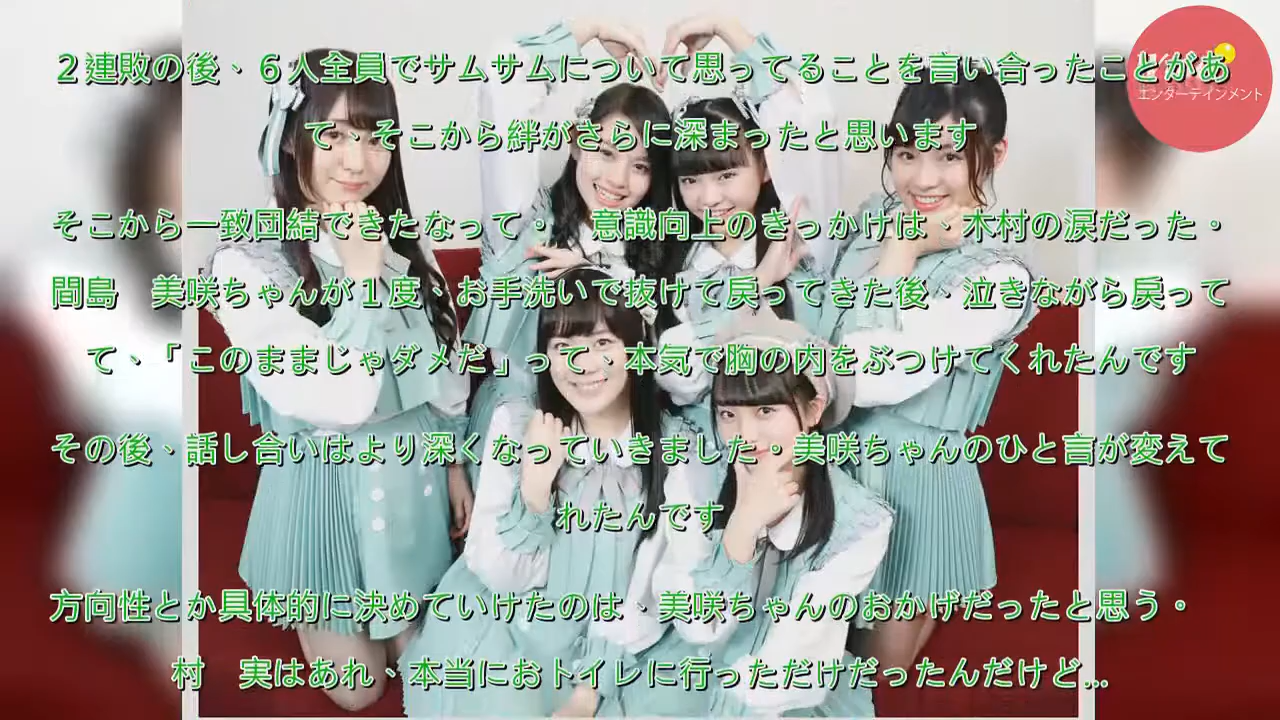 エンターテインメント
２連敗の後、６人全員でサムサムについて思ってることを言い合ったことがあ
て、そこから絆がさらに深まったと思います
そこから一致団結できたなって・　意識向上のきっかけは、木村の涙だった・
間島　美咲ちゃんが１度、お手洗いで抜けて戻ってきた後、泣きながら戻って
て、「このままじゃダメだ」って、本気で胸の内をぶつけてくれたんです
その後、話し合いはより深くなっていきました・美咲ちゃんのひと言が変えて
れたんです
方向性とか具体的に決めていけたのは、美咲ちゃんのおかげだったと思う・
村　実はあれ、本当におトイレに行っただけだったんだけど...